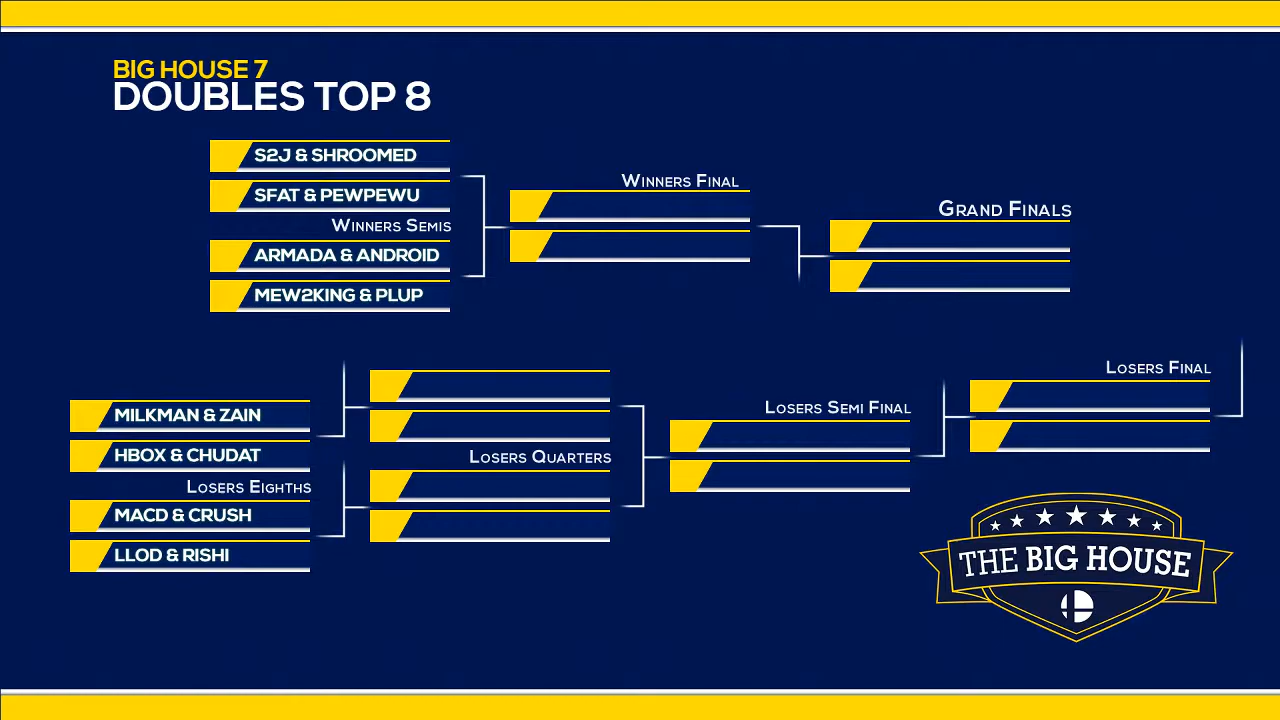 BIG HOUSE 7
DOUBLES TOP 8
S2J & SHROOMED
SFAT & PEWPEWU
WINNERS SEMIS
ARMADA & ANDROID
MEW2KING & PLUP
WINNERS FINAL
GRAND FINALS
MILKMAN & ZAIN
HBOX & CHUDAT
LOSERS EIGHTHS
MACD & CRUSH
LLOD & RISHI
LOSERS QUARTERS
LOSERS SEMI FINAL
LOSERS FINAL
THE BIG HOUSE